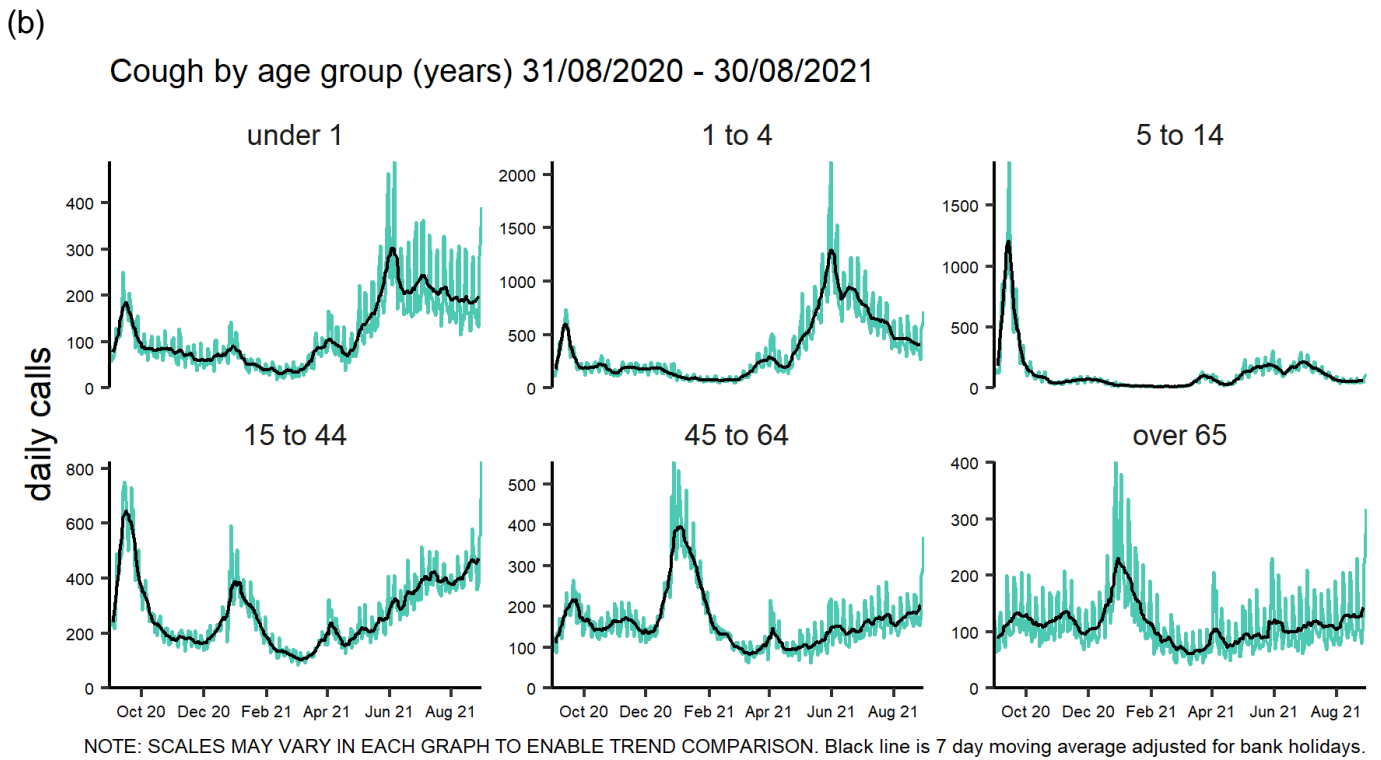 (b)
Cough by age group (years) 31/08/2020 - 30/08/2021
daily calls
under 1
400
300
200
100
0
1 to 4
2000
1500
1000
500
0
5 to 14
1500
1000
500
0
15 to 44
800
600
400
200
0
Oct 20 Dec 20 Feb 21 Apr 21 Jun 21 Aug 21
45 to 64
500
400
300
200
100
0
Oct 20 Dec 20 Feb 21 Apr 21 Jun 21 Aug 21
over 65
400
300
200
100
0
Oct 20 Dec 20 Feb 21 Apr 21 Jun 21 Aug 21
NOTE: SCALES MAY VARY IN EACH GRAPH TO ENABLE TREND COMPARISON. Black line is 7 day moving average adjusted for bank holidays.